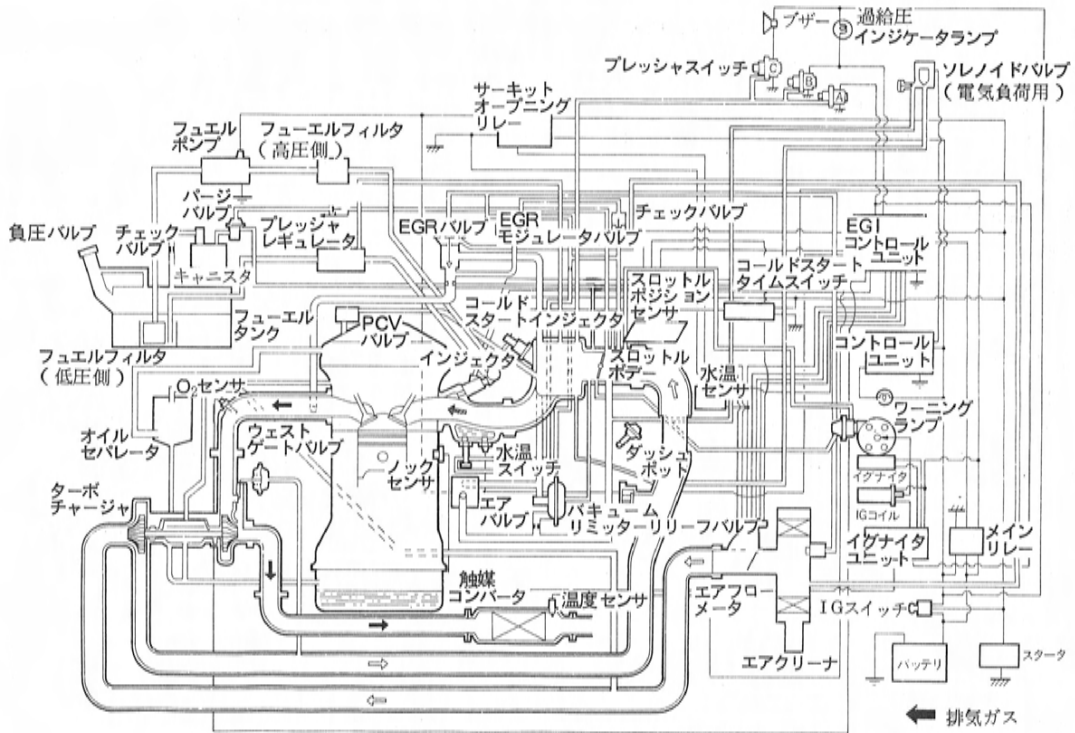 ブザー
過給圧
インジケータランプ
プレッシャスイッチ
C
B
A
ソレノイドバルブ
(電気負荷用)
サーキット
オープニング
リレー
フュエル
ポンプ
フューエルフィルタ
(高圧側)
パージ
バルブ
負圧バルブ
チェック
バルブ
プレッシャ
レギュレータ
キャニスタ
EGRバルブ
EGR
モジュレータバルブ
チェックバルブ
EGI
コントロール
ユニット
コールドスタート
タイムスイッチ
スロットル
ポジション
センサ
コールド
スタートインジェクタ
フューエル
タンク
PCV
バルブ
インジェクタ
スロットル
ボデー
水温
センサ
コントロール
ユニット
フュエルフィルタ
(低圧側)
O₂センサ
ワーニング
ランプ
オイル
セパレータ
ウェスト
ゲートバルブ
ノック
センサ
水温
スイッチ
ダッシュ
ポット
イグナイタ
IGコイル
ターボ
チャージャ
エア
バルブ
バキューム
リミッターリリーフバルブ
イグナイタ
ユニット
メイン
リレー
触媒
コンバータ
温度センサ
エアフロー
メータ
IGスイッチ
エアクリーナ
バッテリ
スタータ
排気ガス